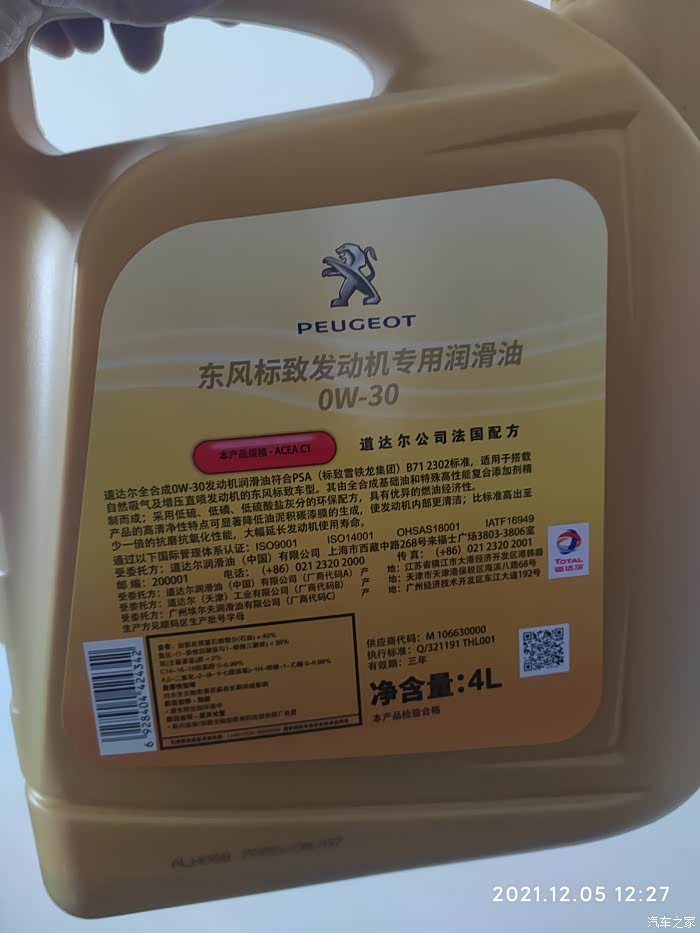 PEUGEOT
东风标致发动机专用润滑油
0W-30
本产品规格 - ACEA C1
道达尔公司法国配方
道达尔全合成0W-30发动机润滑油符合PSA（标致雪铁龙集团）B71 2302标准，适用于搭载
自然吸气及增压直喷发动机的东风标致车型。其由全合成基础油和特殊高性能复合添加剂精
制而成；采用低硫、低磷、低硫酸盐灰分的环保配方，具有优异的燃油经济性。
产品的高清净性特点可显著降低油泥积碳漆膜的生成，使发动机内部更清洁；比标准高出至
少一倍的抗磨抗氧化性能，大幅延长发动机使用寿命。
通过以下国际管理体系认证：ISO9001 ISO14001 OHSAS18001 IATF16949
受委托方：道达尔润滑油（中国）有限公司 上海市西藏中路268号来福士广场3803-3806室
邮 编：200001 电话：（+86）021 2320 2000 传 真：（+86）021 2320 2001
受委托方：道达尔润滑油（中国）有限公司（厂商代码A） 产 地：江苏省镇江市大港经济开发区港韩路
受委托方：道达尔（天津）工业有限公司（厂商代码B） 产 地：天津市天津港保税区海滨八路68号
受委托方：广州埃尔夫润滑油有限公司（厂商代码C） 产 地：广州经济技术开发区东江大道192号
生产方见喷码区生产批号字母
TOTAL
道达尔
6 928404 424342
供应商代码：M 106630000
执行标准：Q/321191 THL001
有效期：三年
净含量：4L
本产品检验合格
2021.12.05 12:27
汽车之家